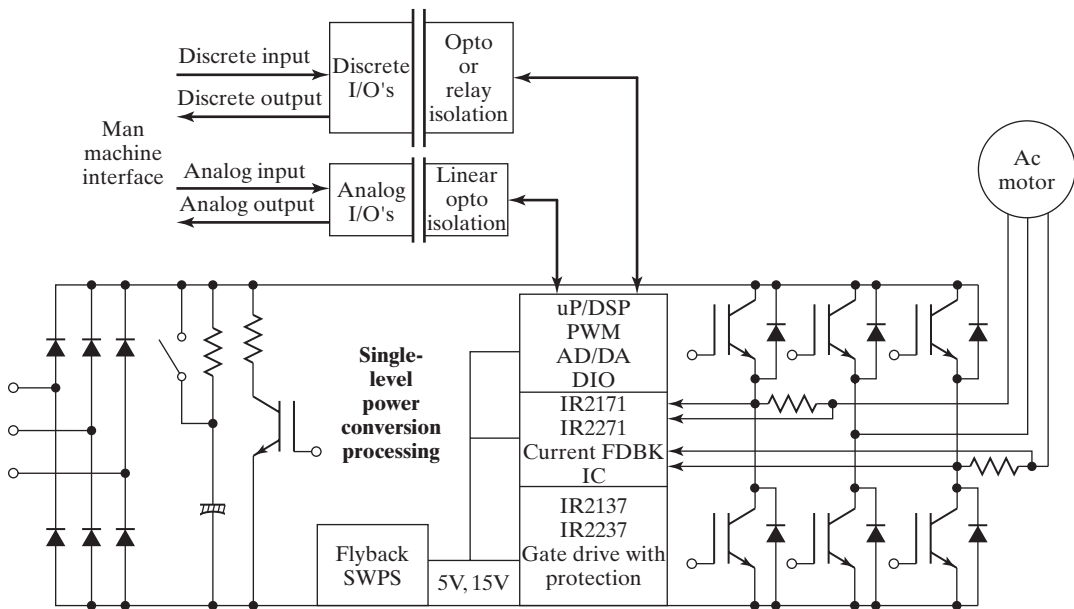 Discrete input
Discrete output
Man
machine
interface
Analog input
Analog output
Discrete
I/O's
Opto
or
relay
isolation
Analog
I/O's
Linear
opto
isolation
Ac
motor
Single-
level
power
conversion
processing
uP/DSP
PWM
AD/DA
DIO
IR2171
IR2271
Current FDBK
IC
IR2137
IR2237
Gate drive with
protection
Flyback
SWPS
5V, 15V